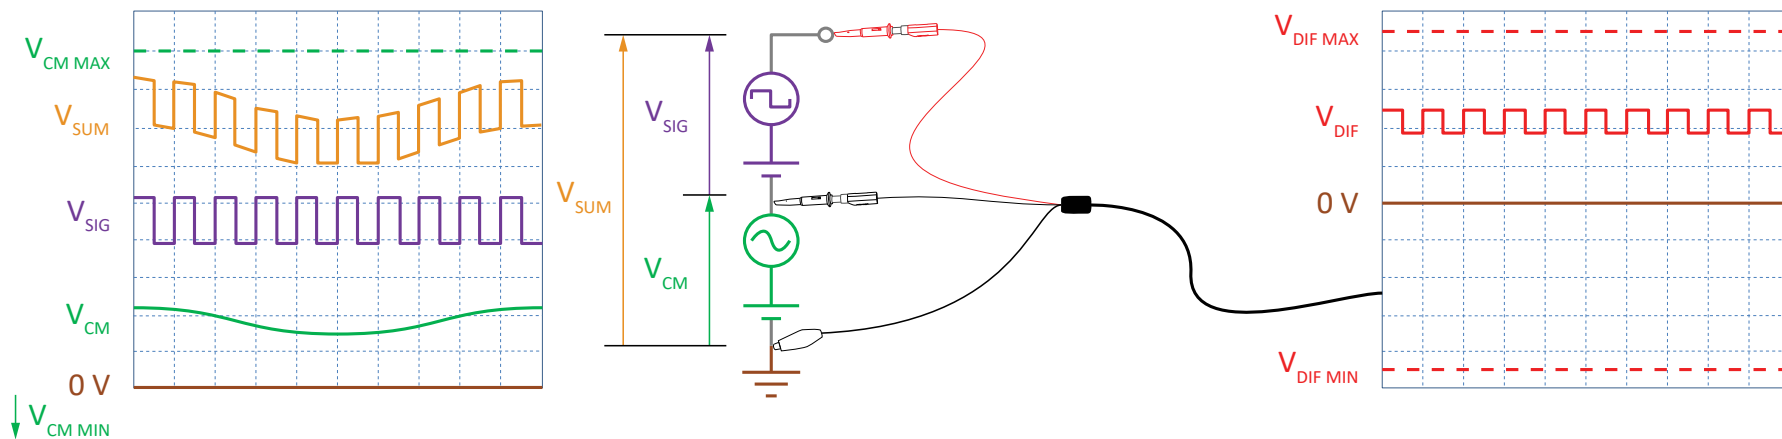 V CM MAX
V SUM
V SIG
V CM
0 V
V CM MIN
V SUM
V SIG
V CM
V DIF MAX
V DIF
0 V
V DIF MIN